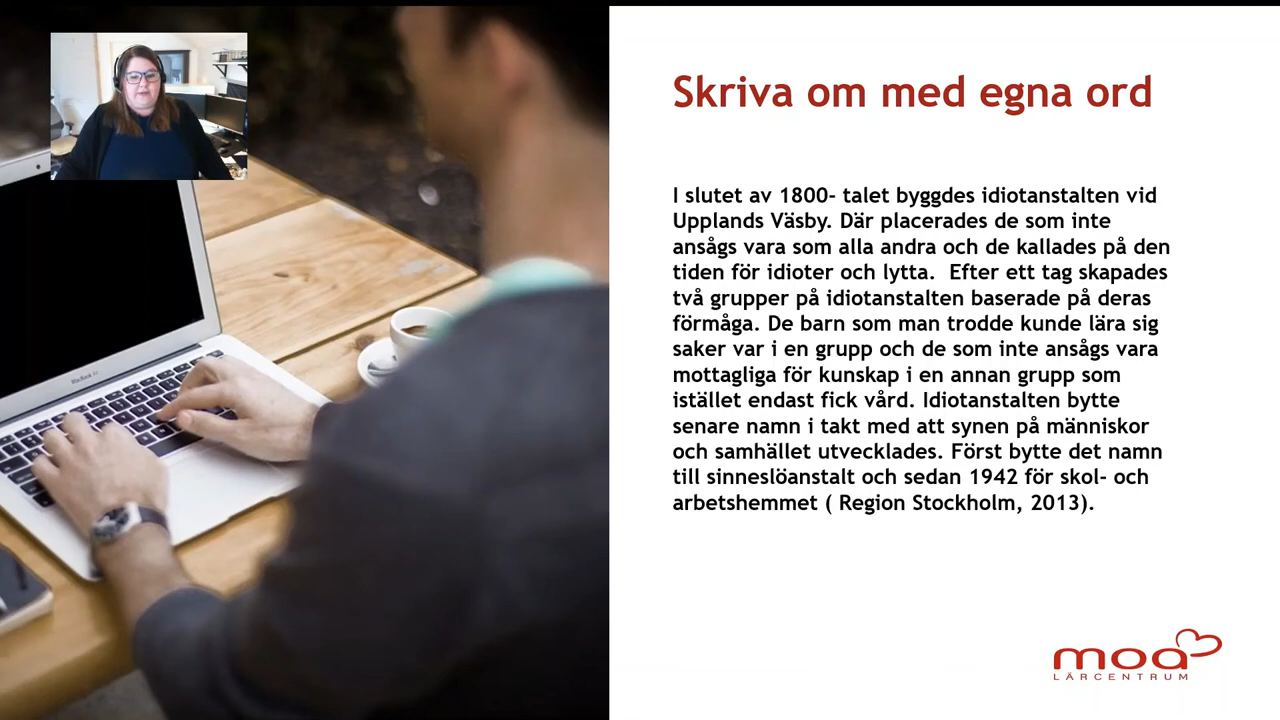 Skriva om med egna ord
I slutet av 1800- talet byggdes idiotanstalten vid
Upplands Väsby. Där placerades de som inte
ansågs vara som alla andra och de kallades på den
tiden för idioter och lytta.  Efter ett tag skapades
två grupper på idiotanstalten baserade på deras
förmåga. De barn som man trodde kunde lära sig
saker var i en grupp och de som inte ansågs vara
mottagliga för kunskap i en annan grupp som
istället endast fick vård. Idiotanstalten bytte
senare namn i takt med att synen på människor
och samhället utvecklades. Först bytte det namn
till sinneslöanstalt och sedan 1942 för skol- och
arbetshemmet ( Region Stockholm, 2013).
MacBook Air
moa
LÄRCENTRUM